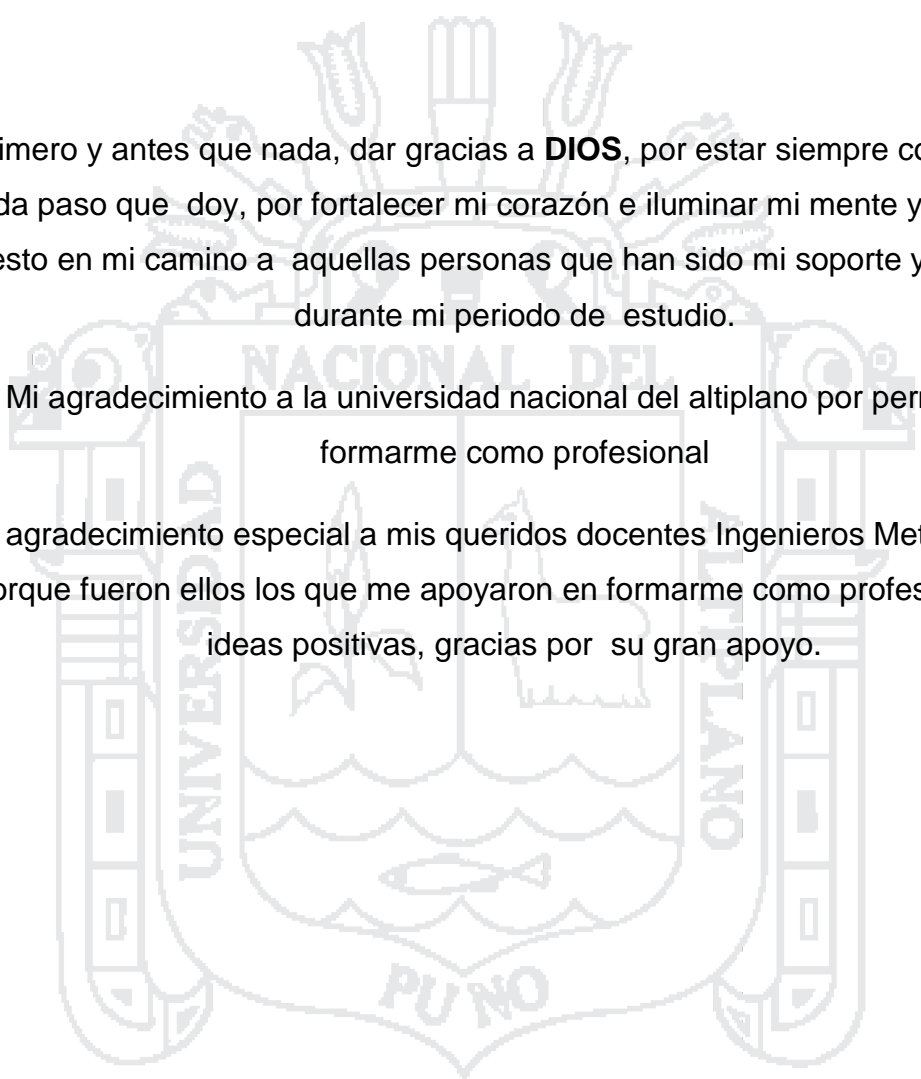 imero y antes que nada, dar gracias a DIOS, por estar siempre co
da paso que doy, por fortalecer mi corazón e iluminar mi mente y
esto en mi camino a aquellas personas que han sido mi soporte y
durante mi periodo de estudio.
Mi agradecimiento a la universidad nacional del altiplano por perm
formarme como profesional
agradecimiento especial a mis queridos docentes Ingenieros Met
orque fueron ellos los que me apoyaron en formarme como profes
ideas positivas, gracias por su gran apoyo.
NACIONAL DEL
UNIVERSDAD
ALTIPLANO
PUNO